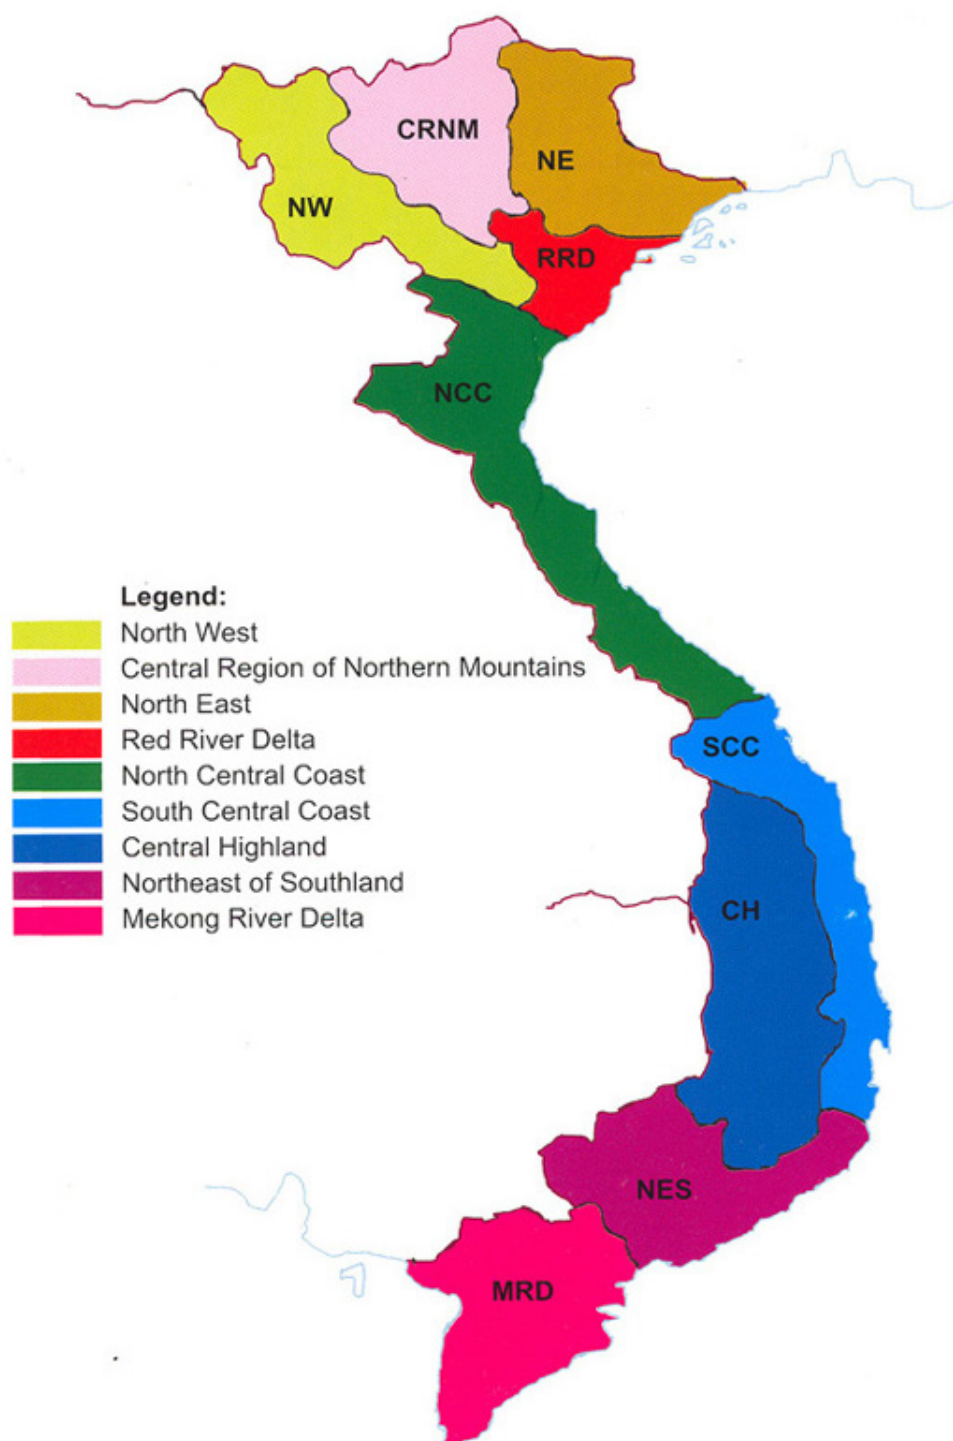 CRNM
NE
NW
RRD
NCC
Legend:
North West
Central Region of Northern Mountains
North East
Red River Delta
North Central Coast
South Central Coast
Central Highland
Northeast of Southland
Mekong River Delta
SCC
CH
NES
MRD